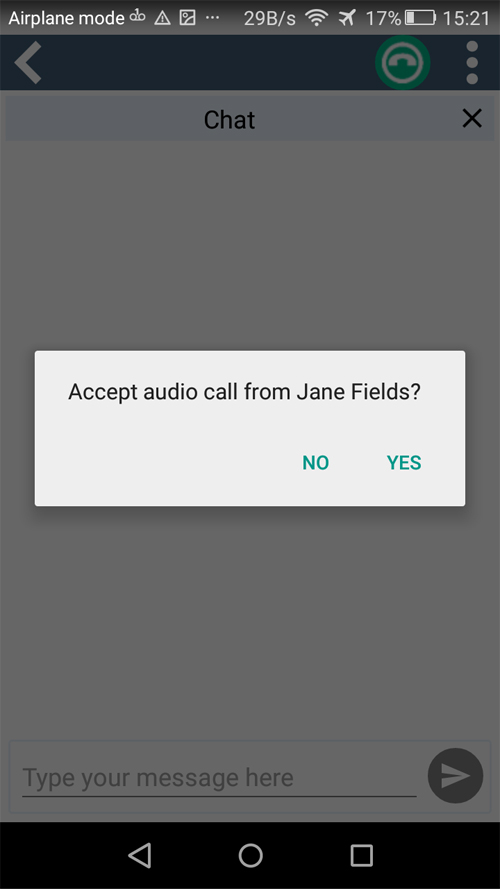 Airplane mode ... 29B/s 17% 15:21
Chat
Accept audio call from Jane Fields?
NO YES
Type your message here